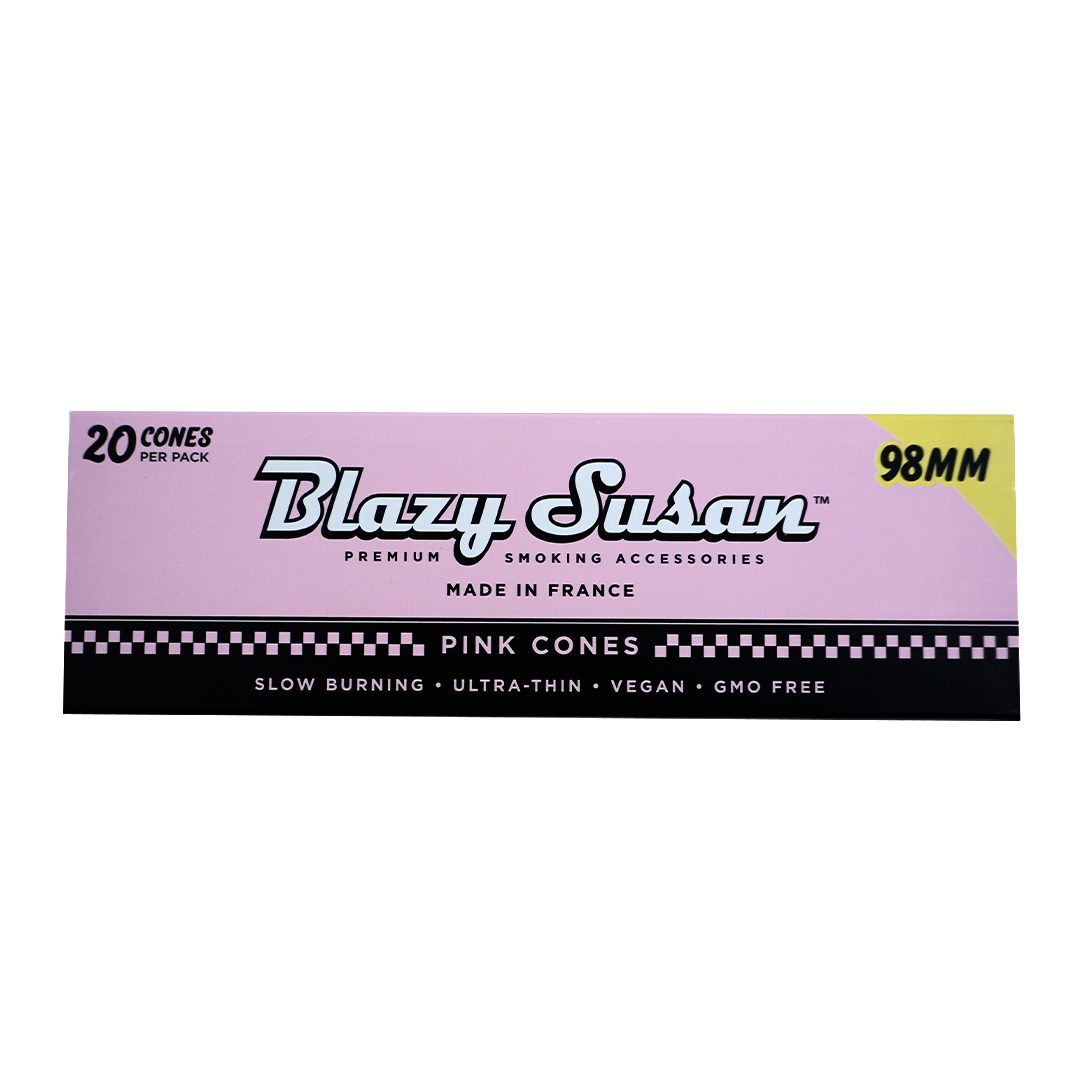 20 CONES
PER PACK
98MM
Blazy Susan™
PREMIUM SMOKING ACCESSORIES
MADE IN FRANCE
PINK CONES
SLOW BURNING • ULTRA-THIN • VEGAN • GMO FREE